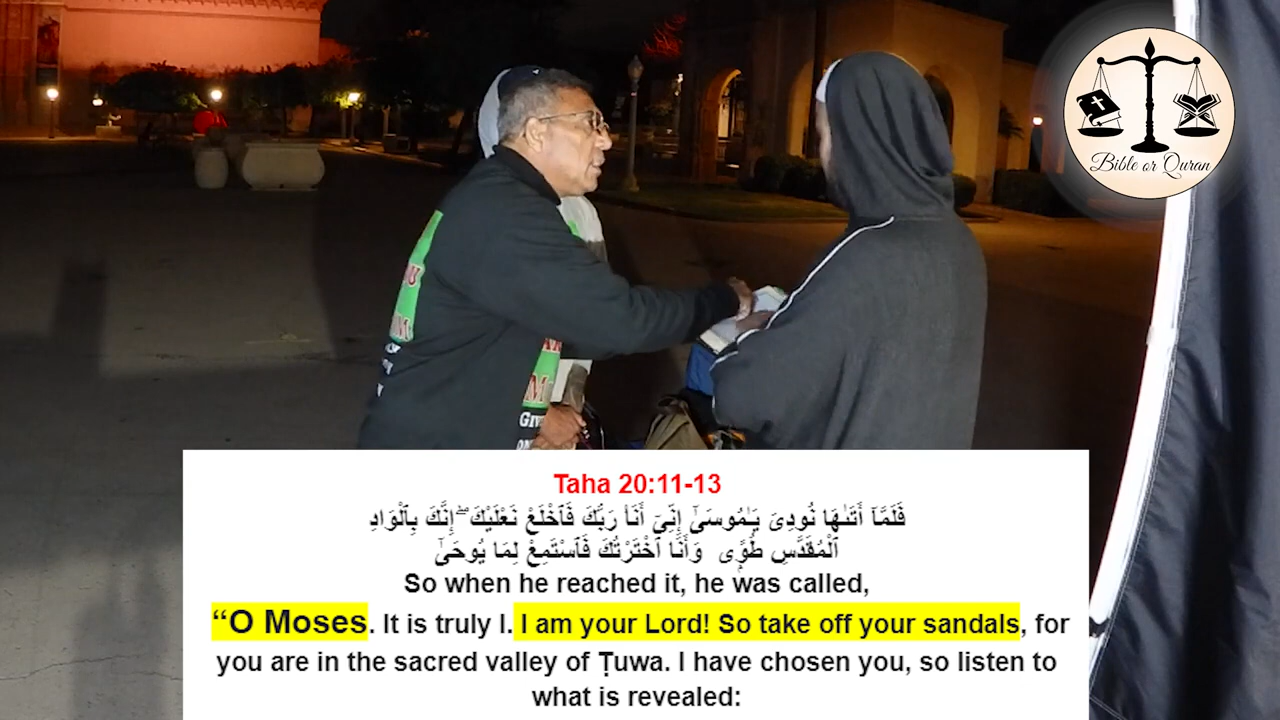 Bible or Quran
Giv
on
Taha 20:11-13
فَلَمَّآ أَتَىٰهَا نُودِىَ يَـٰمُوسَىٰٓ إِنِّىٓ أَنَا۠ رَبُّكَ فَٱخْلَعْ نَعْلَيْكَ ۖ إِنَّكَ بِٱلْوَادِ
ٱلْمُقَدَّسِ طُوًۭى وَأَنَا ٱخْتَرْتُكَ فَٱسْتَمِعْ لِمَا يُوحَىٰٓ
So when he reached it, he was called,
“O Moses. It is truly I. I am your Lord! So take off your sandals, for
you are in the sacred valley of Ṭuwa. I have chosen you, so listen to
what is revealed: